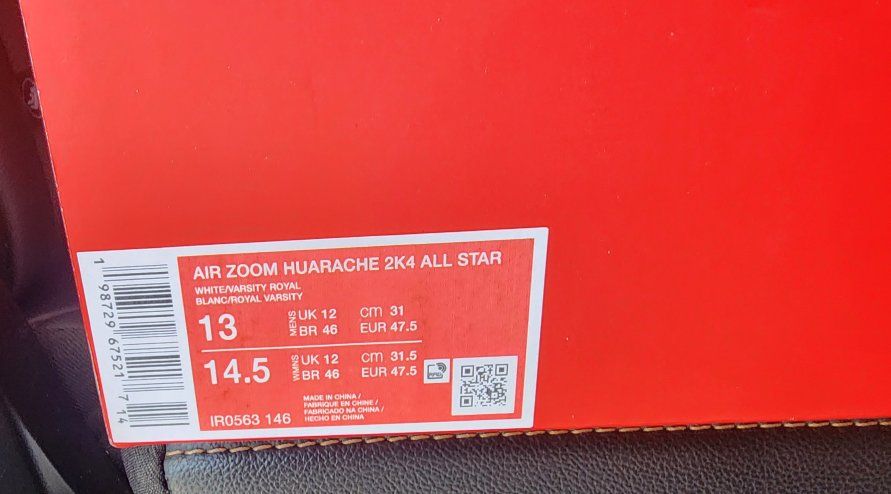 AIR ZOOM HUARACHE 2K4 ALL STAR
WHITE/VARSITY ROYAL
BLANC/ROYAL VARSITY
13 MENS UK 12 CM 31
BR 46 EUR 47.5
14.5 WMNS UK 12 CM 31.5
BR 46 EUR 47.5
IR0563 146
MADE IN CHINA /
FABRIQUE EN CHINE /
FABRICADO NA CHINA /
HECHO EN CHINA
1 98729 67521 714